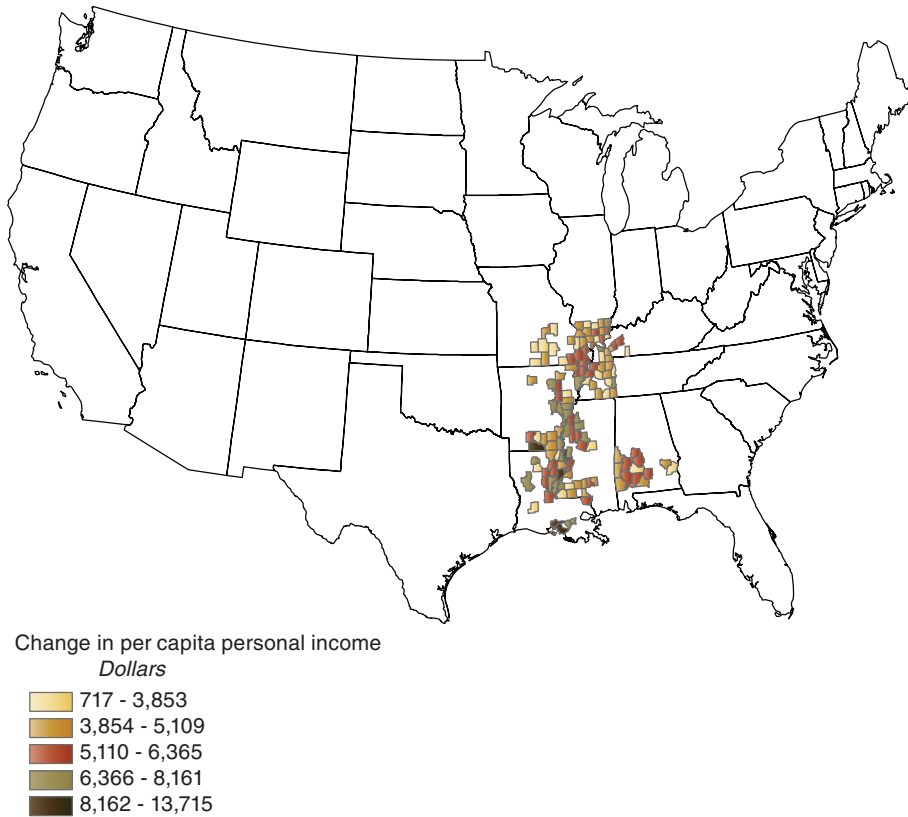 Change in per capita personal income
Dollars
717 - 3,853
3,854 - 5,109
5,110 - 6,365
6,366 - 8,161
8,162 - 13,715